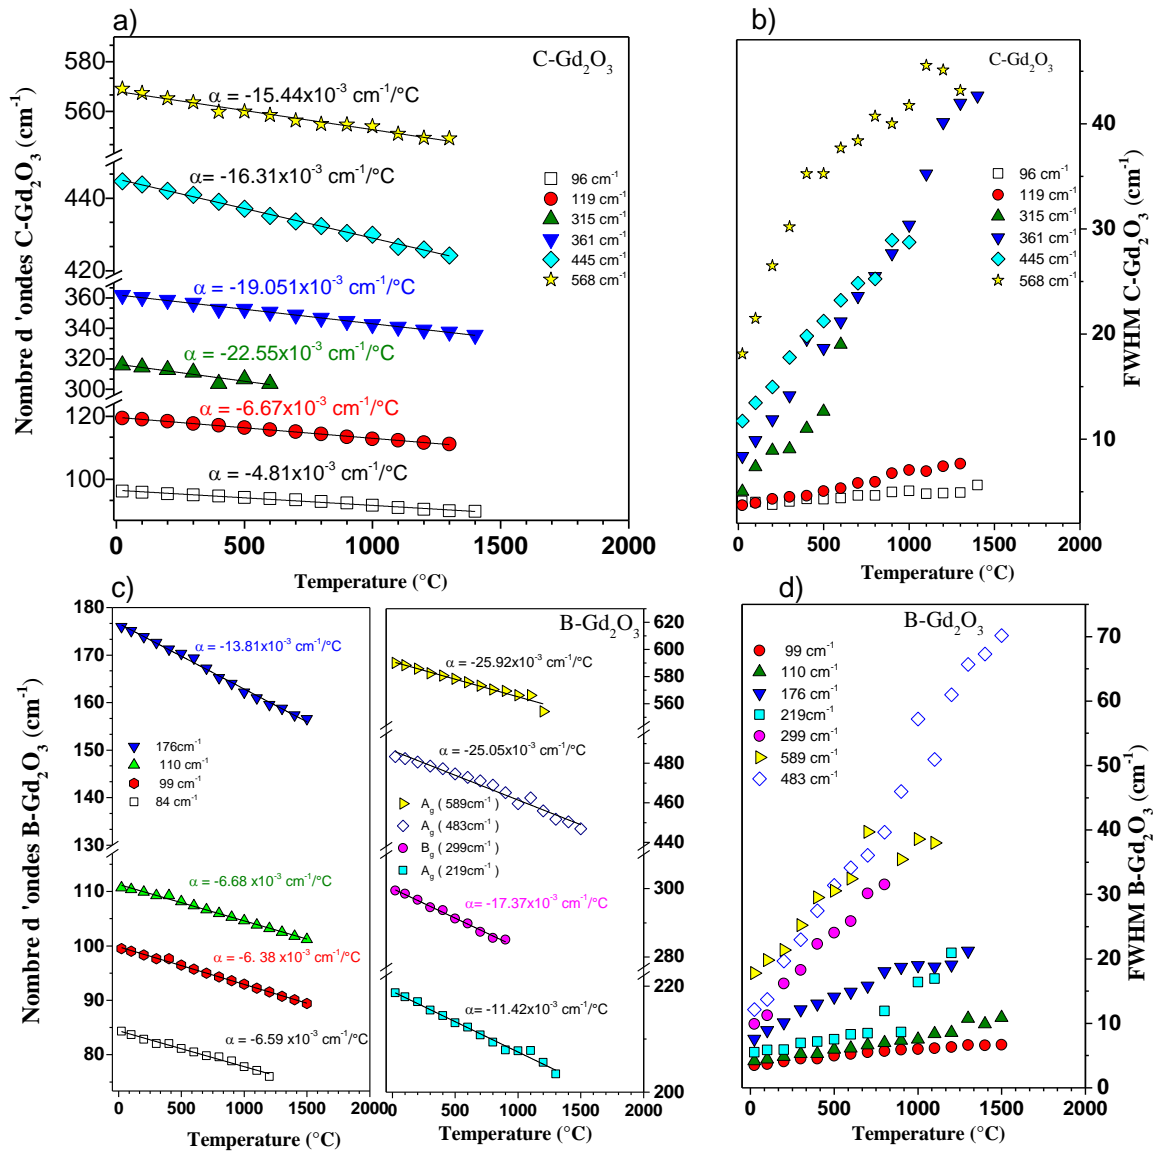 a)
C-Gd2O3
Nombre d 'ondes C-Gd2O3 (cm-1)
580
560
440
420
360
340
320
300
120
100
α = -15.44x10-3 cm-1/°C
α= -16.31x10-3 cm-1/°C
α = -19.051x10-3 cm-1/°C
α = -22.55x10-3 cm-1/°C
α = -6.67x10-3 cm-1/°C
α = -4.81x10-3 cm-1/°C
96 cm-1
119 cm-1
315 cm-1
361 cm-1
445 cm-1
568 cm-1
0 500 1000 1500 2000
Temperature (°C)
b)
C-Gd2O3
96 cm-1
119 cm-1
315 cm-1
361 cm-1
445 cm-1
568 cm-1
40
30
20
10
FWHM C-Gd2O3 (cm-1)
0 500 1000 1500 2000
Temperature (°C)
c)
Nombre d 'ondes B-Gd2O3 (cm-1)
180
170
160
150
140
130
110
100
90
80
α = -13.81x10-3 cm-1/°C
176cm-1
110 cm-1
99 cm-1
84 cm-1
α = -6.68 x10-3 cm-1/°C
α = -6. 38 x10-3 cm-1/°C
α = -6.59 x10-3 cm-1/°C
0 500 1000 1500 2000
Temperature (°C)
B-Gd2O3
620
600
580
560
480
460
440
300
280
220
200
α = -25.92x10-3 cm-1/°C
α = -25.05x10-3 cm-1/°C
Ag ( 589cm-1 )
Ag ( 483cm-1 )
Bg ( 299cm-1 )
Ag ( 219cm-1 )
α= -17.37x10-3 cm-1/°C
α= -11.42x10-3 cm-1/°C
0 500 1000 1500 2000
Temperature (°C)
d)
B-Gd2O3
99 cm-1
110 cm-1
176 cm-1
219cm-1
299 cm-1
589 cm-1
483 cm-1
70
60
50
40
30
20
10
0
FWHM B-Gd2O3 (cm-1)
0 500 1000 1500 2000
Temperature (°C)